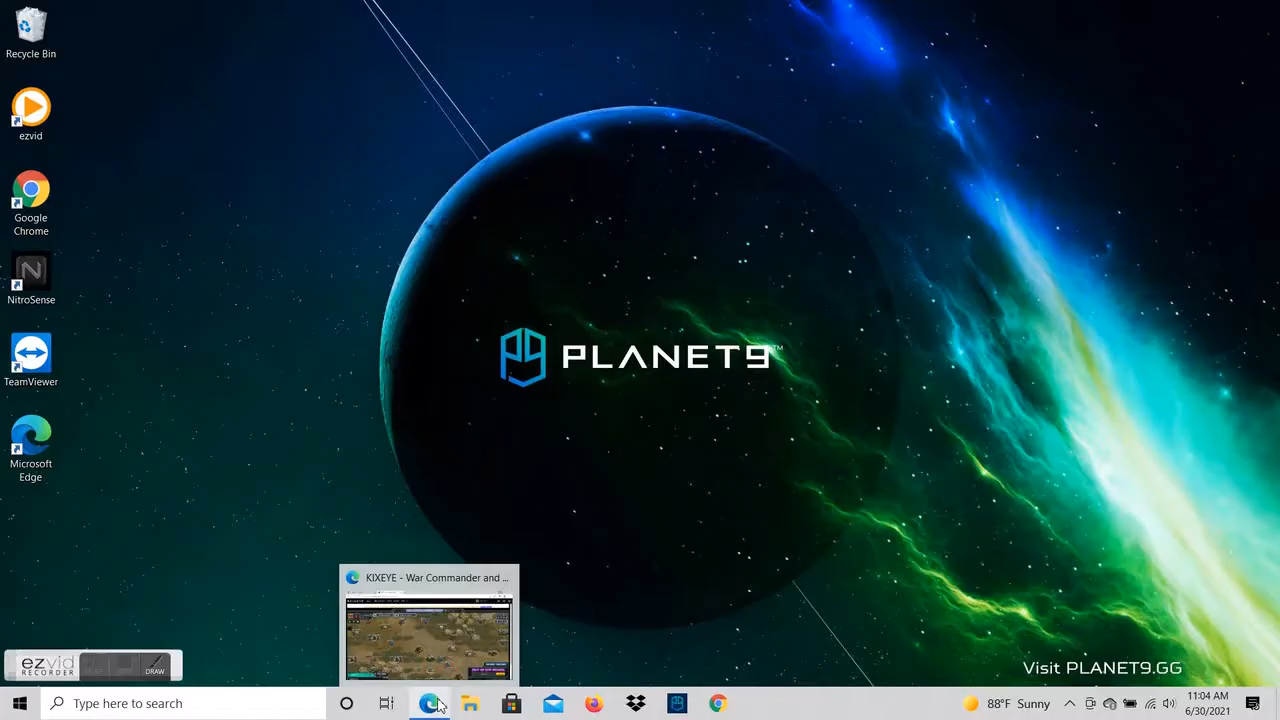 Recycle Bin
ezvid
Google
Chrome
NitroSense
TeamViewer
Microsoft
Edge
PLANET9™
KIXEYE - War Commander and ...
ezvid
RECORDER
DRAW
Visit PLANET9.GG
Type here to search
88°F Sunny
11:04 AM
6/30/2021